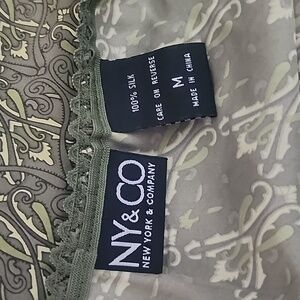 100% SILK
CARE ON REVERSE
M
MADE IN CHINA
NY&CO
NEW YORK & COMPANY